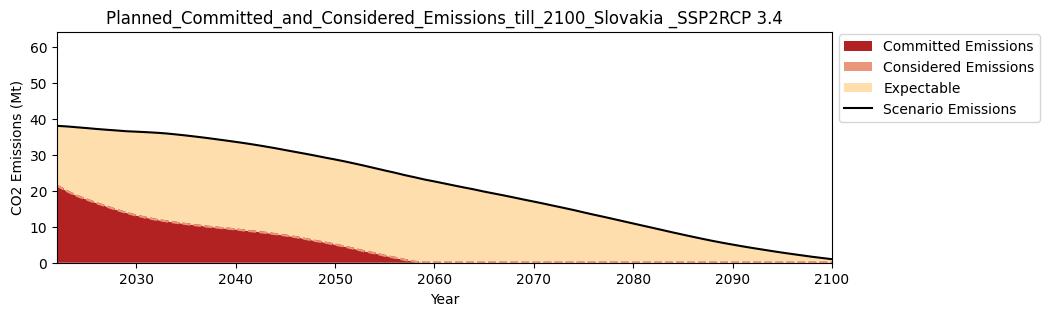 Planned_Committed_and_Considered_Emissions_till_2100_Slovakia _SSP2RCP 3.4
Committed Emissions
Considered Emissions
Expectable
Scenario Emissions
CO2 Emissions (Mt)
60
50
40
30
20
10
0
2030 2040 2050 2060 2070 2080 2090 2100
Year